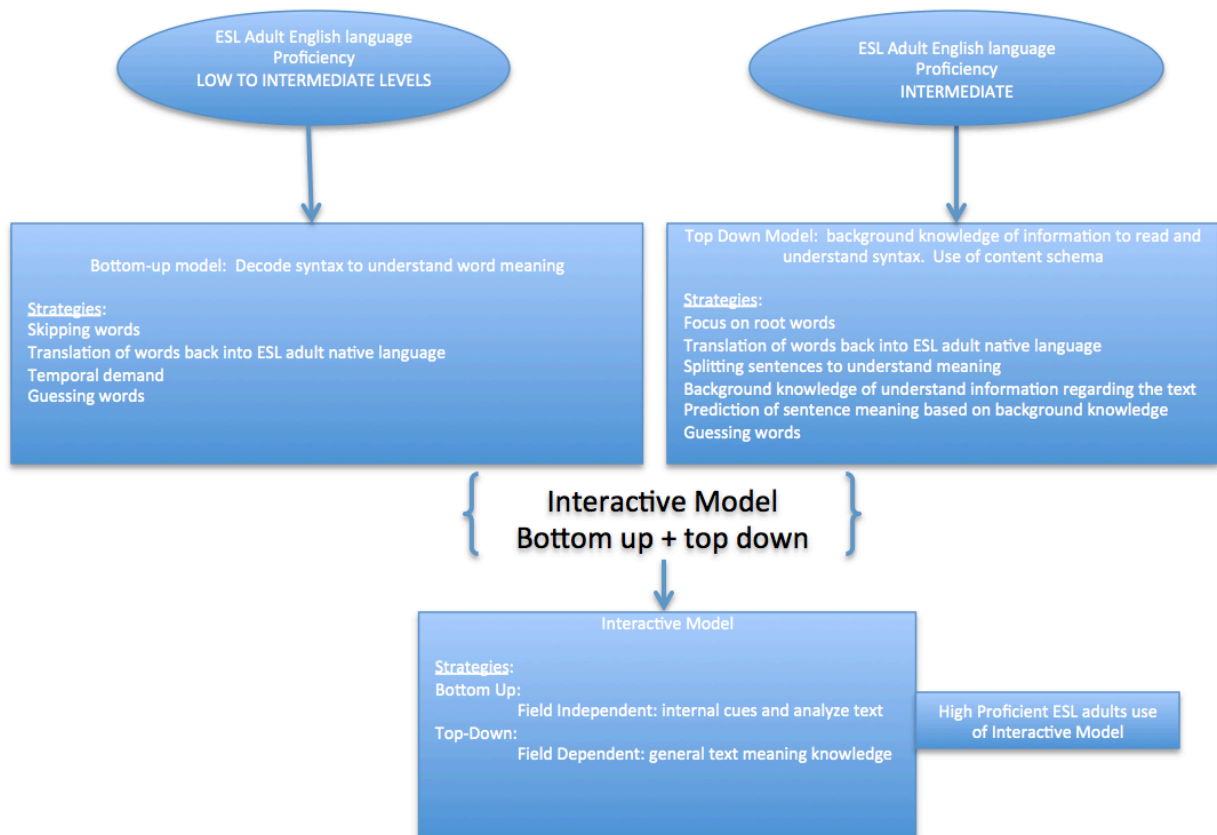 ESL Adult English language
Proficiency
LOW TO INTERMEDIATE LEVELS
ESL Adult English language
Proficiency
INTERMEDIATE
Bottom-up model:  Decode syntax to understand word meaning
Strategies:
Skipping words
Translation of words back into ESL adult native language
Temporal demand
Guessing words
Top Down Model:  background knowledge of information to read and
understand syntax.  Use of content schema
Strategies:
Focus on root words
Translation of words back into ESL adult native language
Splitting sentences to understand meaning
Background knowledge of understand information regarding the text
Prediction of sentence meaning based on background knowledge
Guessing words
Interactive Model
Bottom up + top down
Interactive Model
Strategies:
Bottom Up:
Field Independent: internal cues and analyze text
Top-Down:
Field Dependent: general text meaning knowledge
High Proficient ESL adults use
of Interactive Model